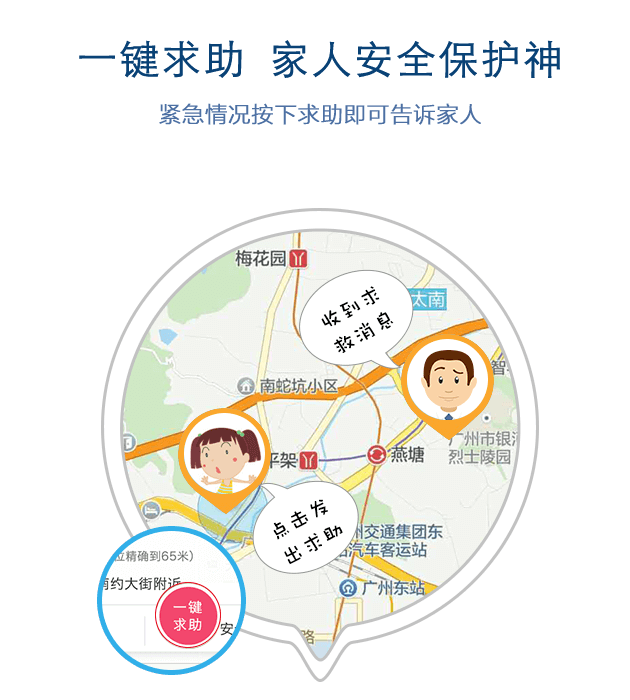 一键求助 家人安全保护神
紧急情况按下求助即可告诉家人
梅花园
太南
收到求
救消息
智
南蛇坑小区
广州市银河
烈士陵园
平架
燕塘
点击发
出求助
州交通集团东
站汽车客运站
位精确到65米）
南约大街附近
广州东站
一键
求助
安
路